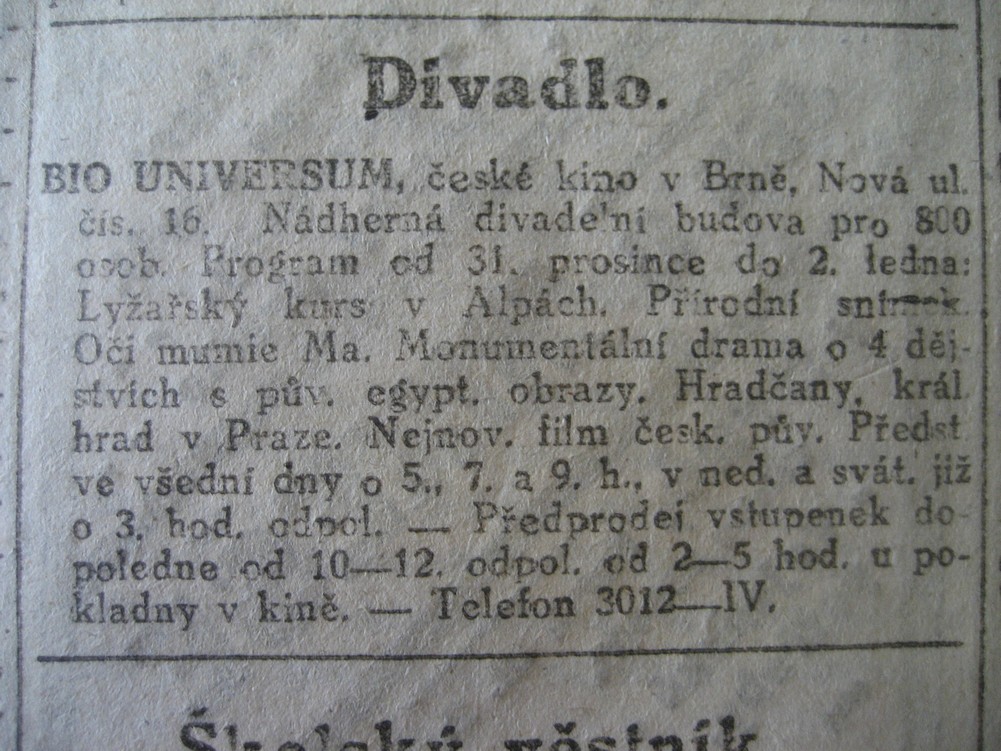 Divadlo.
BIO UNIVERSUM, české kino v Brně, Nová ul.
čís. 16. Nádherná divadelní budova pro 800
osob. Program od 31. prosince do 2. ledna:
Lyžařský kurs v Alpách. Přírodní snímek.
Oči mumie Ma. Monumentální drama o 4 děj-
stvích s pův. egypt. obrazy. Hradčany, král.
hrad v Praze. Nejnov. film česk. pův. Předst
ve všední dny o 5., 7. a 9. h., v ned. a svát. již
o 3. hod. odpol. — Předprodej vstupenek do-
poledne od 10—12. odpol. od 2—5 hod. u po-
kladny v kině. — Telefon 3012—IV.
Školský věstník